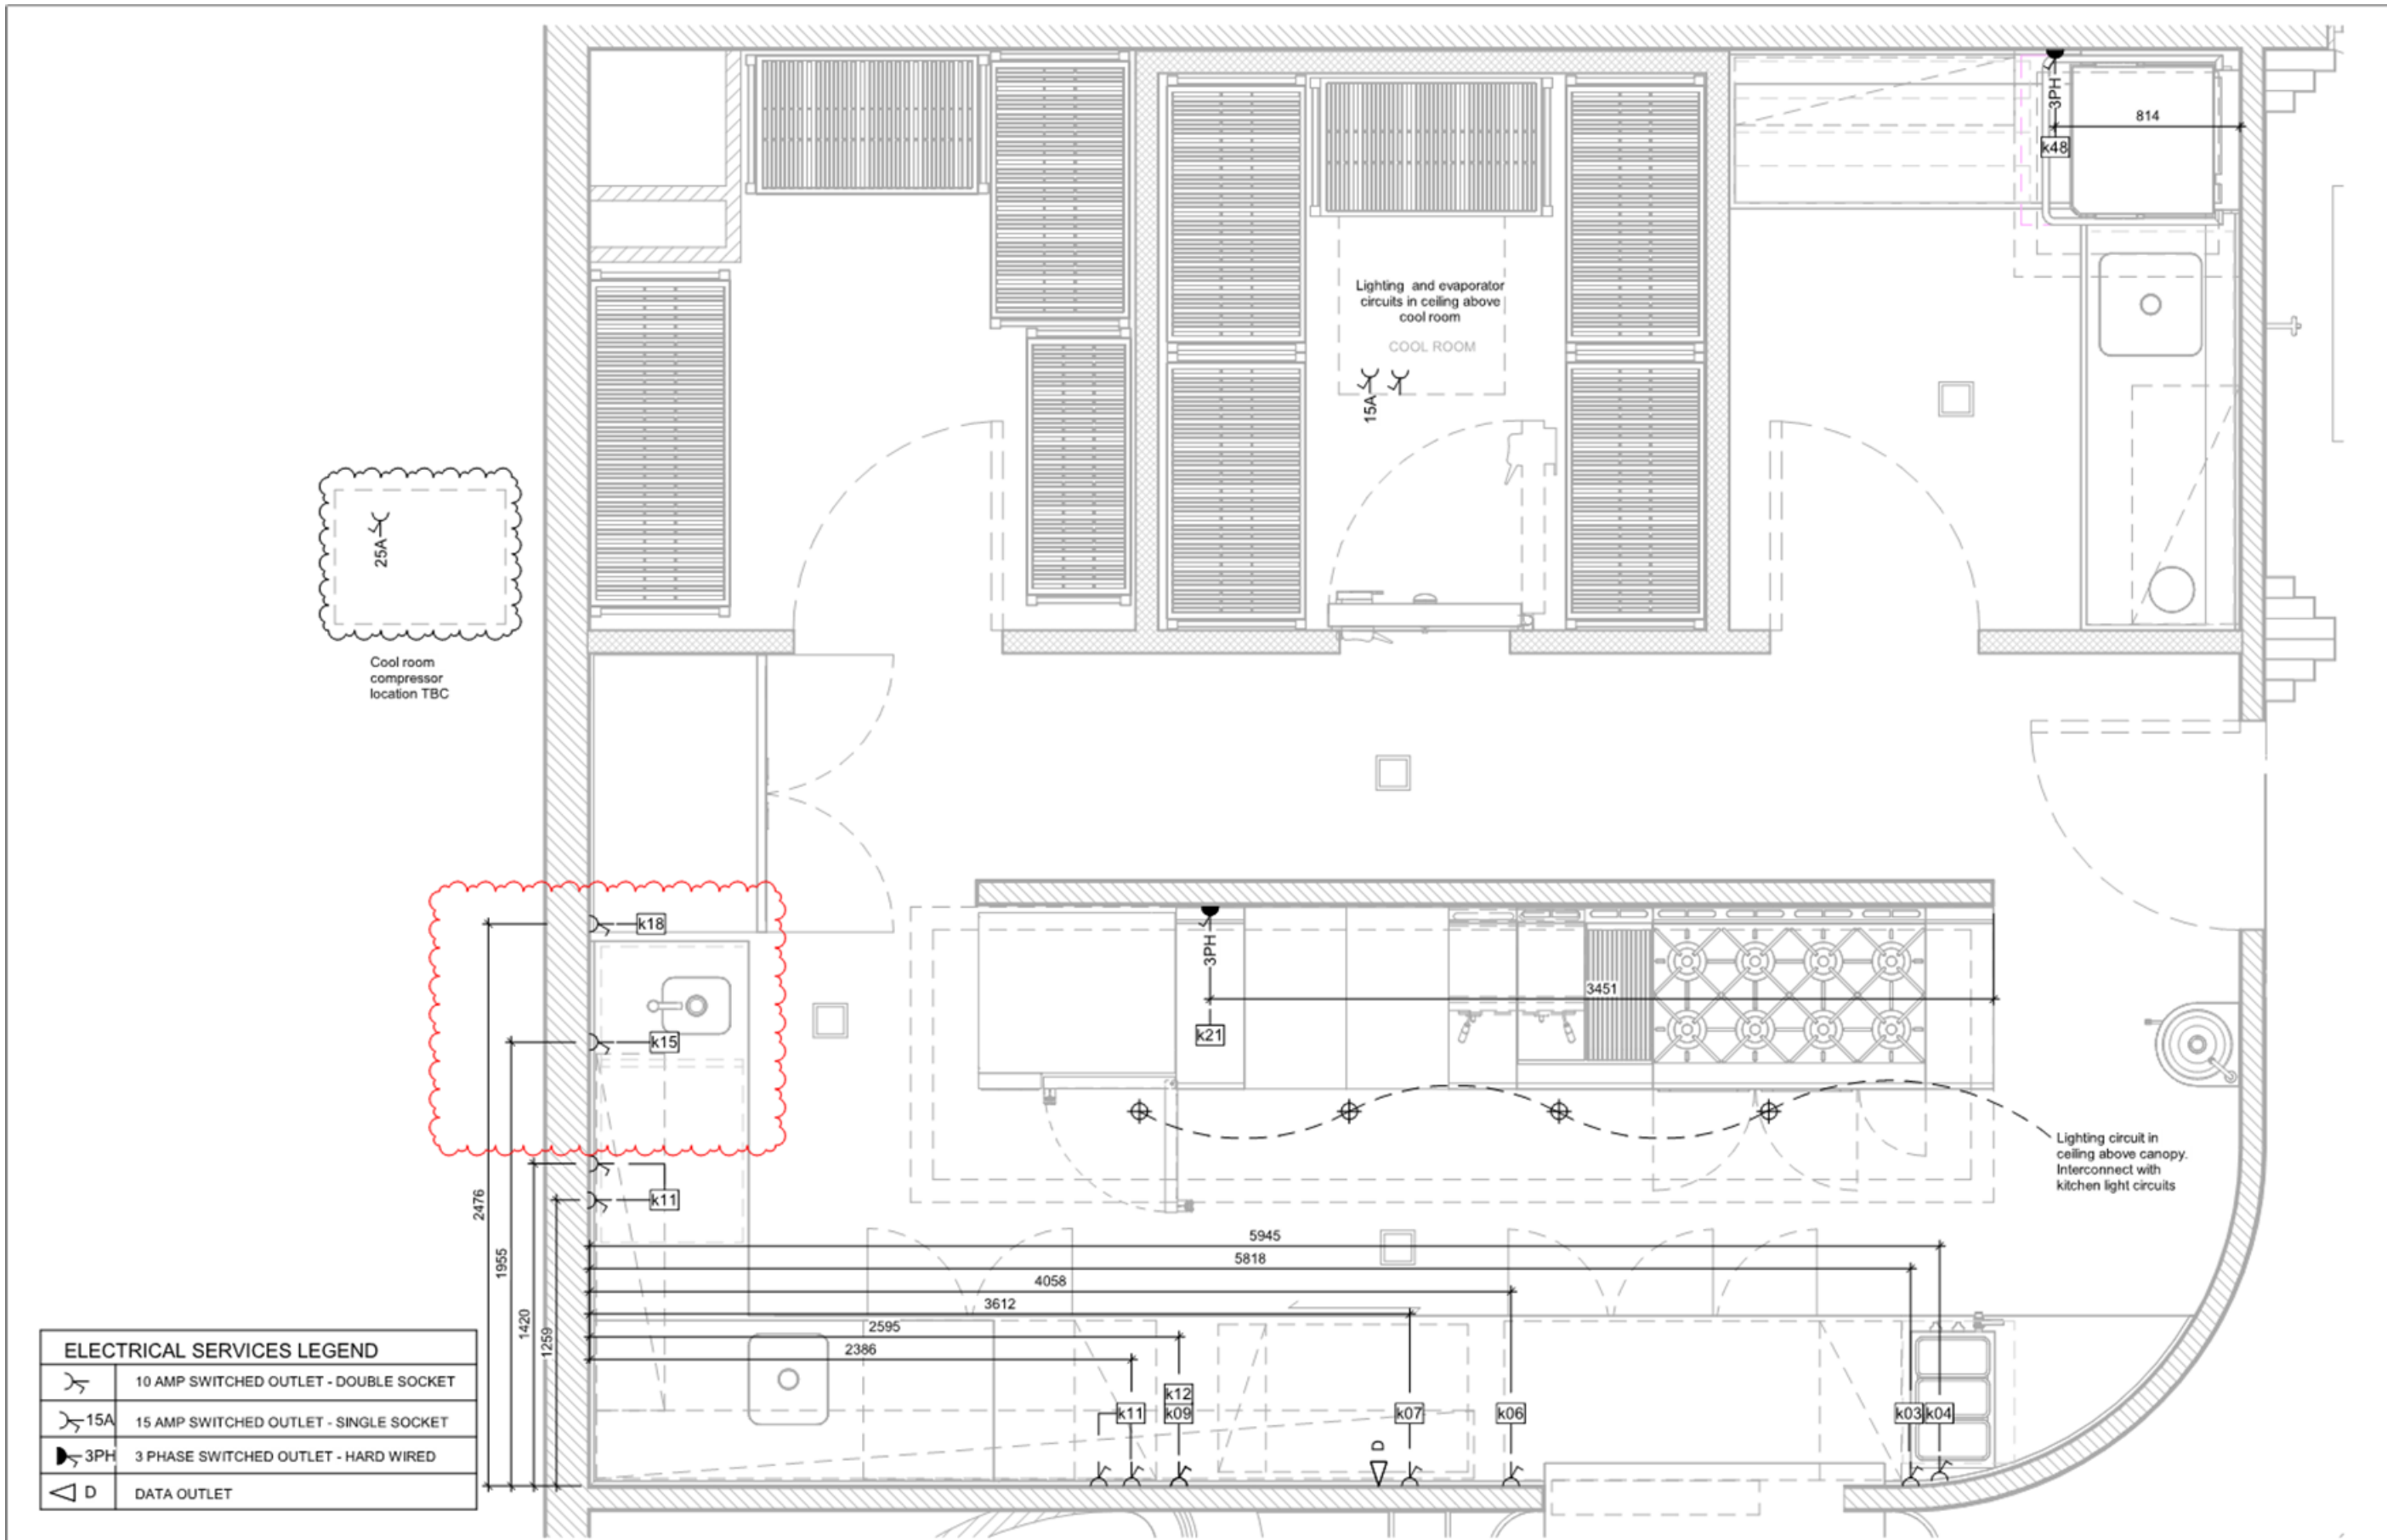 3PH
814
k48
Lighting and evaporator
circuits in ceiling above
cool room
COOL ROOM
15A
25A
Cool room
compressor
location TBC
k18
3PH
3451
k21
k15
Lighting circuit in
ceiling above canopy.
Interconnect with
kitchen light circuits
k11
2476
1955
1420
1259
5945
5818
4058
3612
2595
2386
k12
k11
k09
k07
k06
k03
k04
D
ELECTRICAL SERVICES LEGEND
10 AMP SWITCHED OUTLET - DOUBLE SOCKET
15A 15 AMP SWITCHED OUTLET - SINGLE SOCKET
3PH 3 PHASE SWITCHED OUTLET - HARD WIRED
D DATA OUTLET